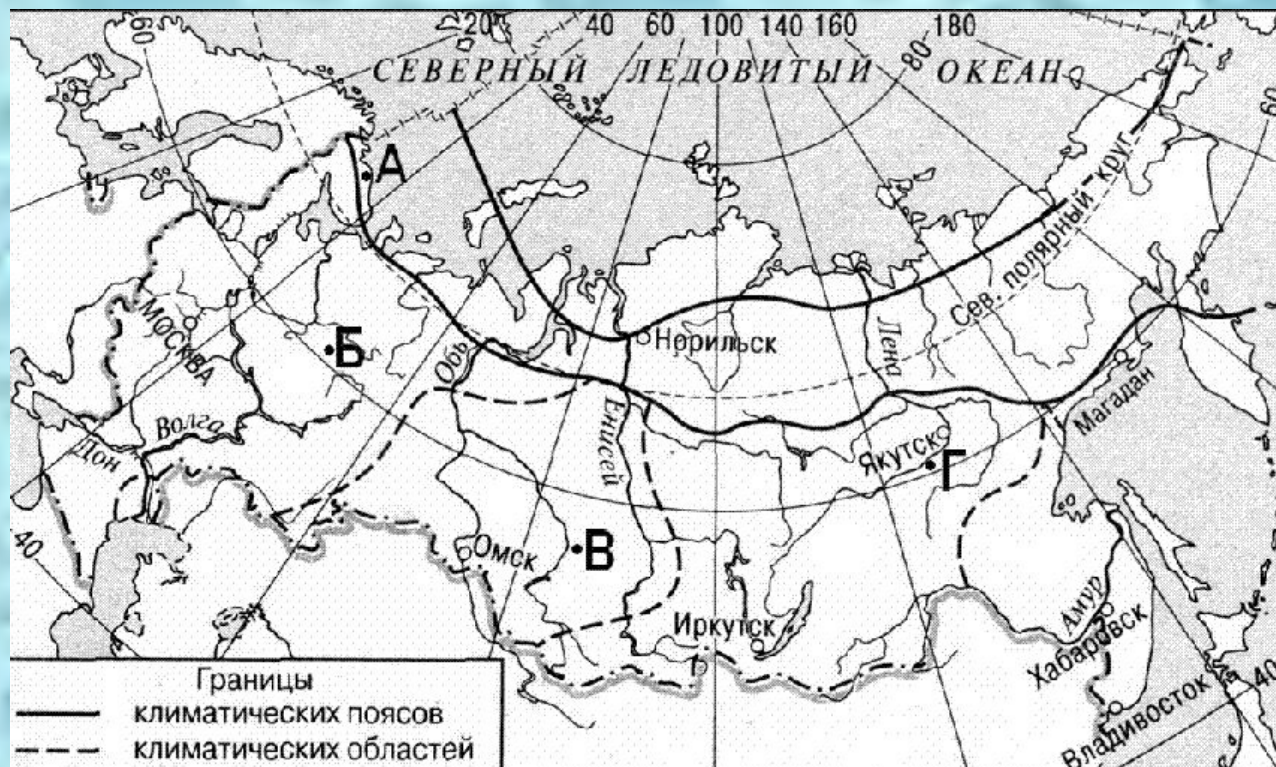 60
20
40
60
100
140
160
180
СЕВЕРНЫЙ ЛЕДОВИТЫЙ ОКЕАН
80
60
А
Сев. полярный круг
МОСКВА
Б
Обь
Норильск
Лена
Волга
Дон
Енисей
Магадан
Якутск
Г
40
Омск
В
Иркутск
Амур
Хабаровск
Владивосток
40
Границы
климатических поясов
климатических областей